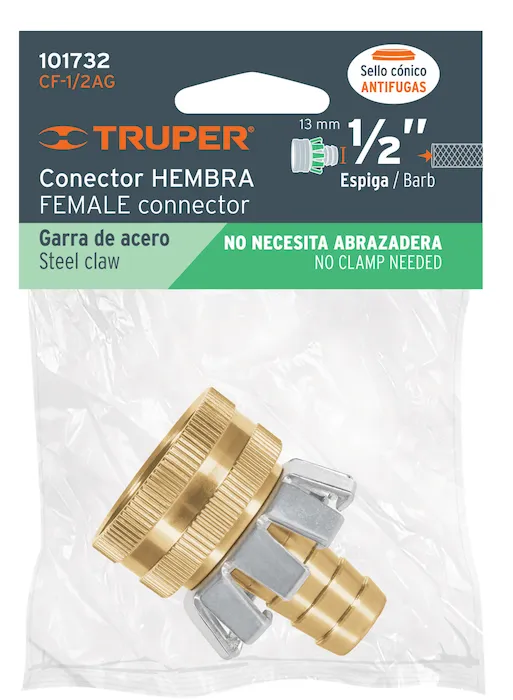 101732
CF-1/2AG
Sello cónico
ANTIFUGAS
TRUPER®
13 mm
1/2"
Espiga / Barb
Conector HEMBRA
FEMALE connector
Garra de acero
Steel claw
NO NECESITA ABRAZADERA
NO CLAMP NEEDED